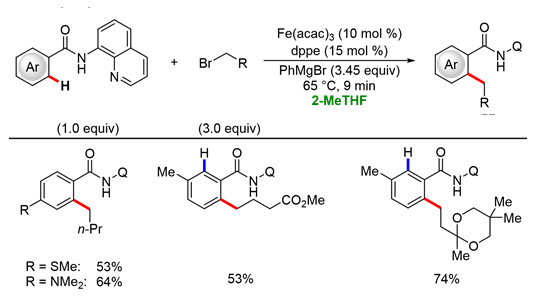 O
N
H
Ar
H
N
+
Br
R
Fe(acac)3 (10 mol %)
dppe (15 mol %)
PhMgBr (3.45 equiv)
65 °C, 9 min
2-MeTHF
O
N
H
Q
Ar
R
(1.0 equiv)
(3.0 equiv)
O
N
H
Q
R
n-Pr
R = SMe: 53%
R = NMe2: 64%
H
O
Me
N
H
Q
CO2Me
53%
H
O
Me
N
H
Q
O
O
Me
Me
Me
74%